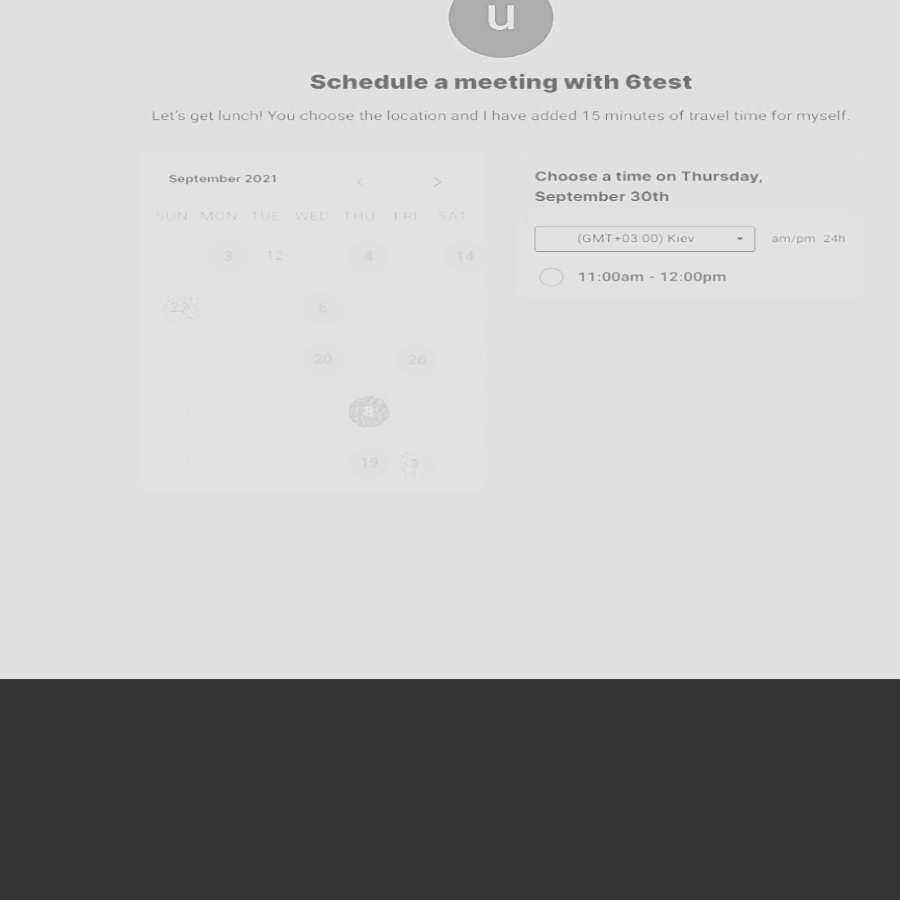 u
Schedule a meeting with 6test
Let's get lunch! You choose the location and I have added 15 minutes of travel time for myself.
September 2021 < >
SUN MON TUE WED THU FRI SAT
3 12 4 14
22 6
20 26
8
19
Choose a time on Thursday,
September 30th
(GMT+03:00) Kiev am/pm 24h
11:00am - 12:00pm